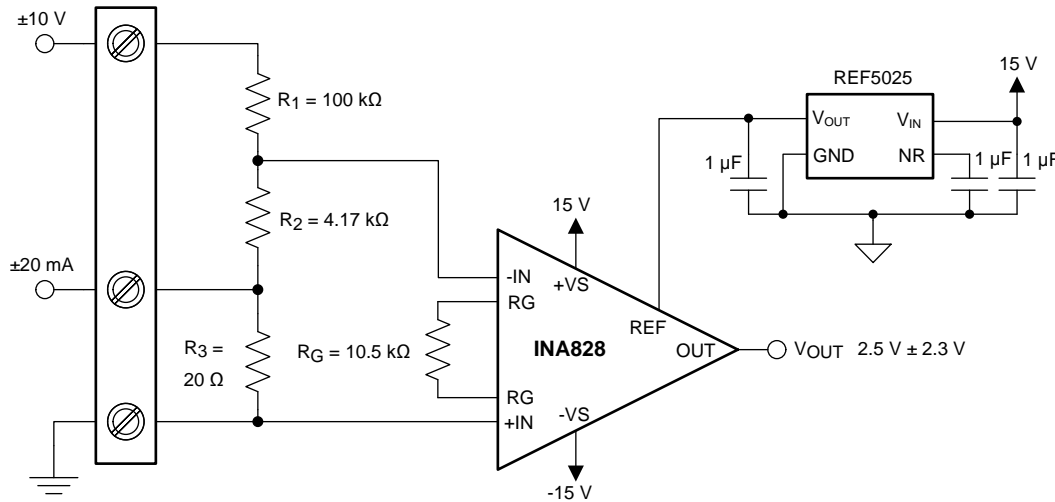 ±10 V
R1 = 100 kΩ
R2 = 4.17 kΩ
±20 mA
R3 =
20 Ω
RG = 10.5 kΩ
-IN
RG
RG
+IN
15 V
+VS
REF
INA828
OUT
-VS
-15 V
VOUT 2.5 V ± 2.3 V
REF5025
VOUT
VIN
GND
NR
15 V
1 µF
1 µF
1 µF